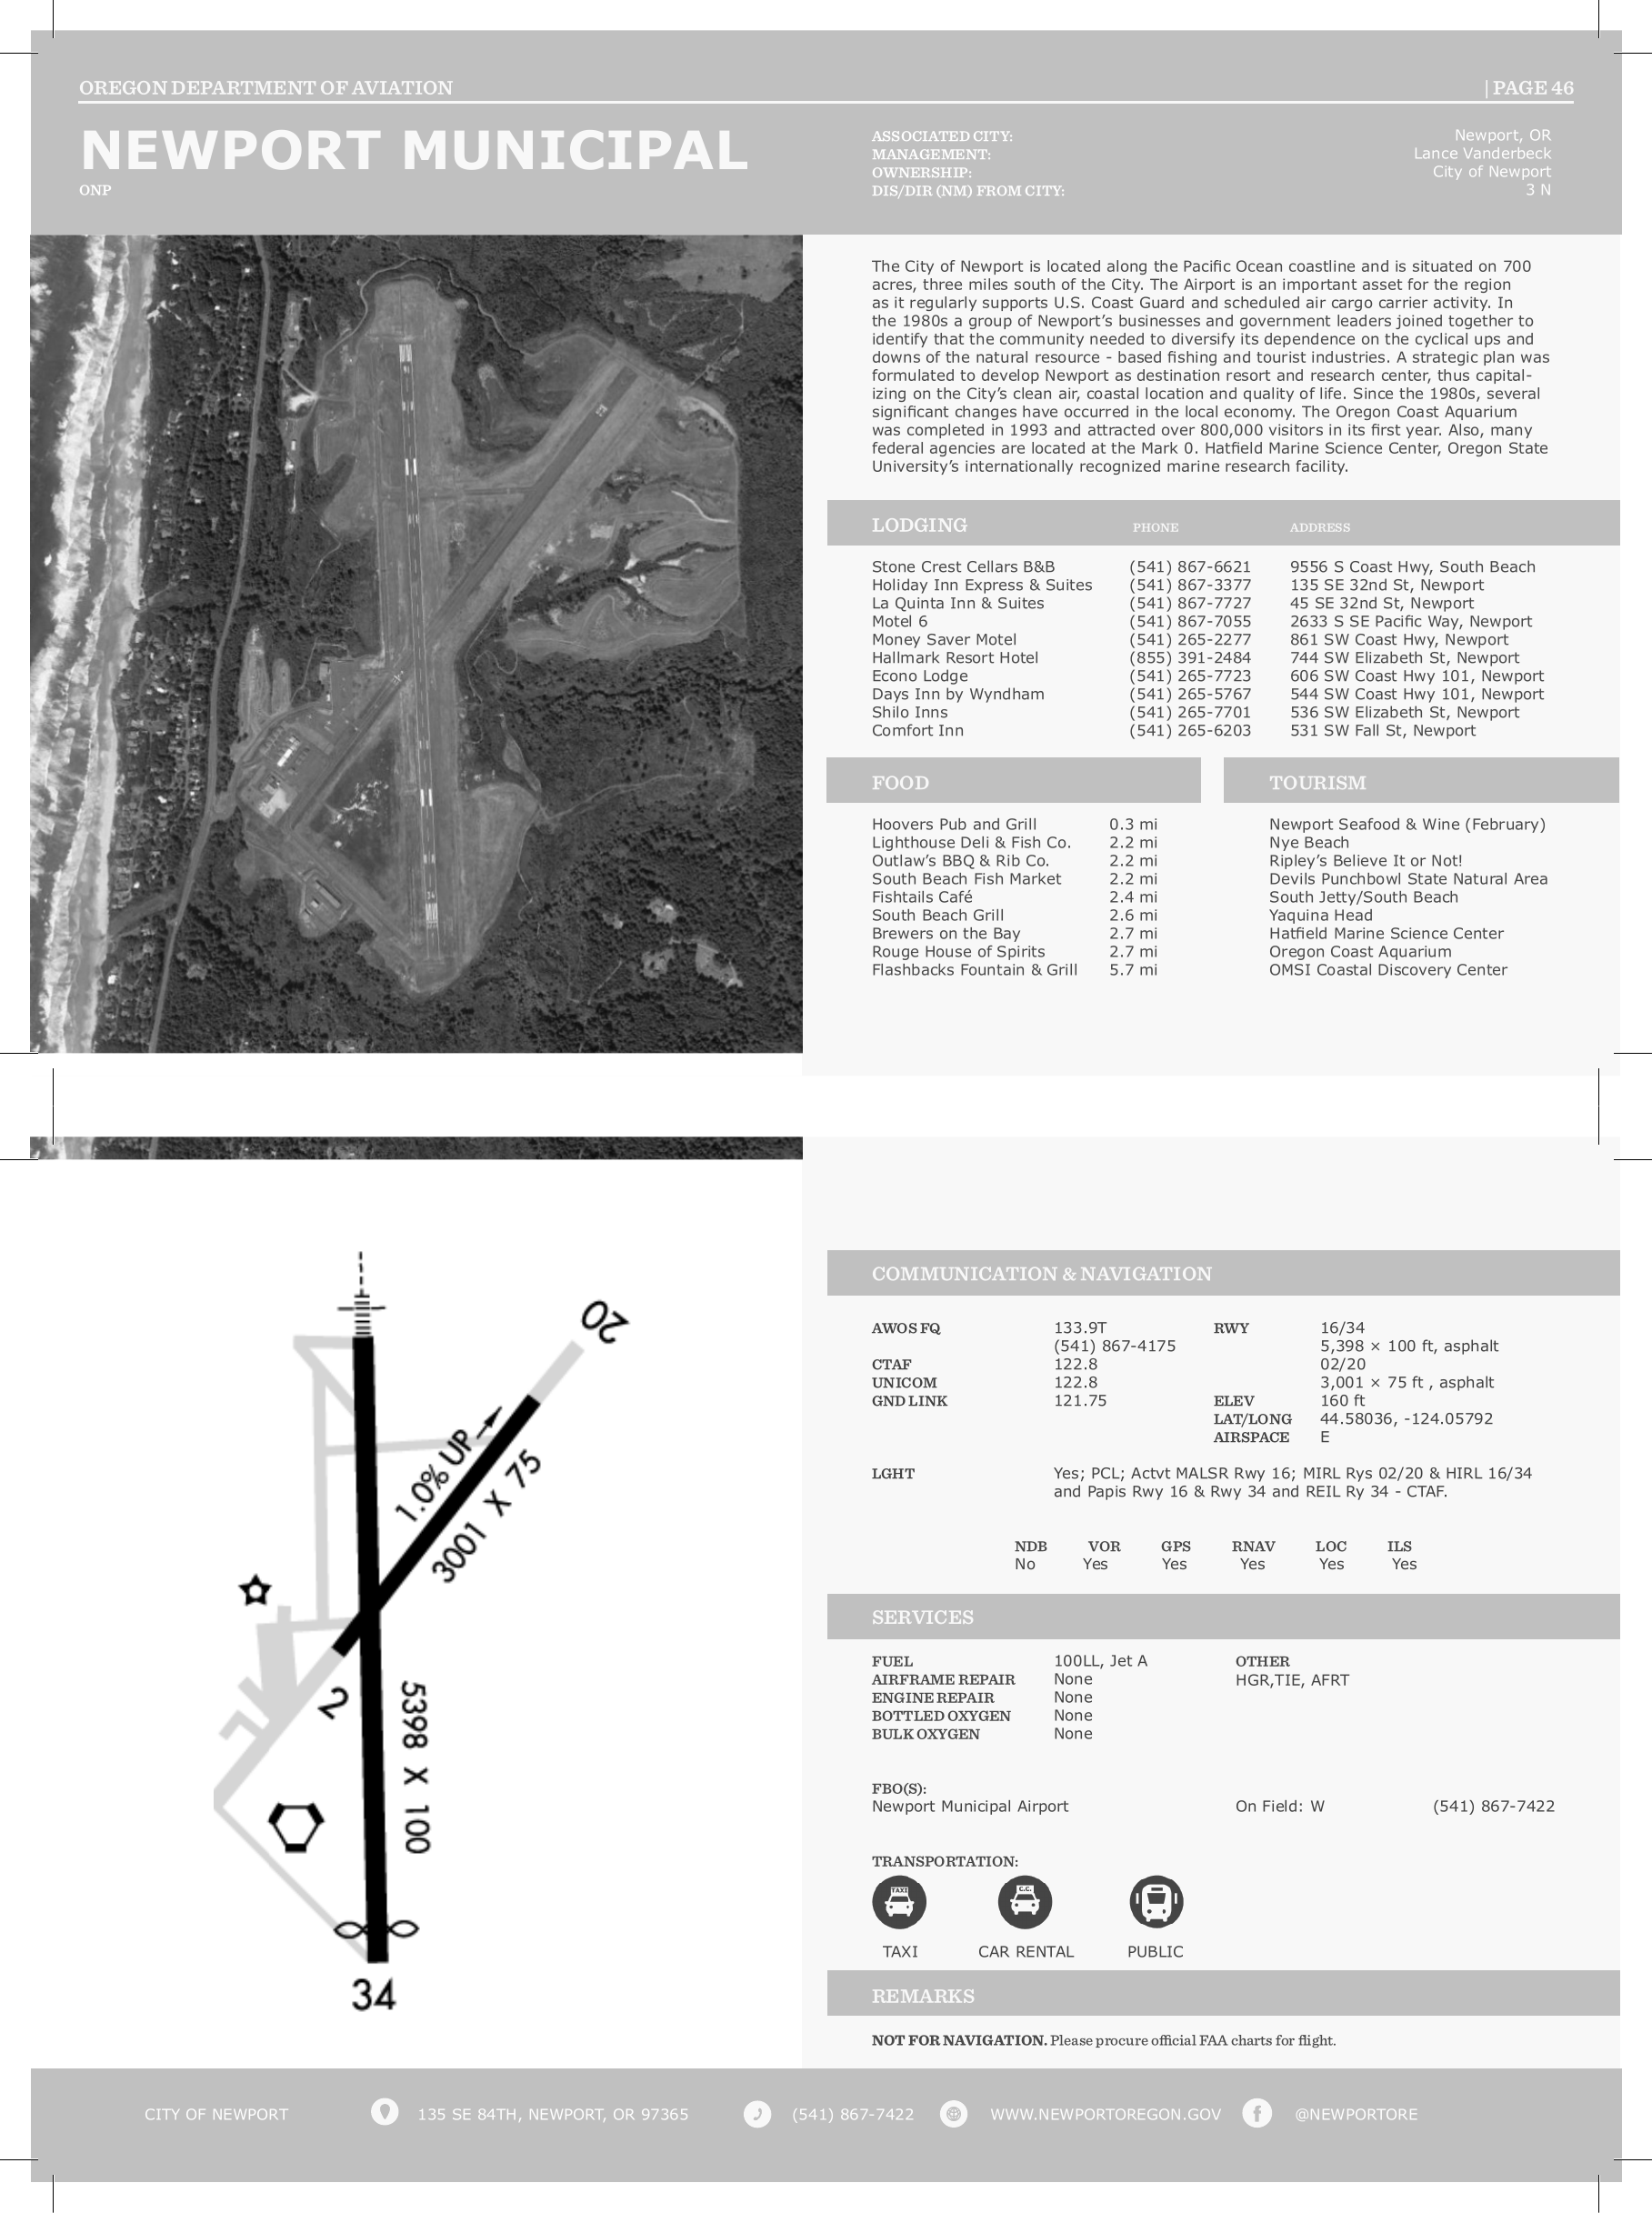 OREGON DEPARTMENT OF AVIATION | PAGE 46
NEWPORT MUNICIPAL
ONP
ASSOCIATED CITY: Newport, OR
MANAGEMENT: Lance Vanderbeck
OWNERSHIP: City of Newport
DIS/DIR (NM) FROM CITY: 3 N
The City of Newport is located along the Pacific Ocean coastline and is situated on 700
acres, three miles south of the City. The Airport is an important asset for the region
as it regularly supports U.S. Coast Guard and scheduled air cargo carrier activity. In
the 1980s a group of Newport's businesses and government leaders joined together to
identify that the community needed to diversify its dependence on the cyclical ups and
downs of the natural resource - based fishing and tourist industries. A strategic plan was
formulated to develop Newport as destination resort and research center, thus capital-
izing on the City's clean air, coastal location and quality of life. Since the 1980s, several
significant changes have occurred in the local economy. The Oregon Coast Aquarium
was completed in 1993 and attracted over 800,000 visitors in its first year. Also, many
federal agencies are located at the Mark 0. Hatfield Marine Science Center, Oregon State
University's internationally recognized marine research facility.
LODGING PHONE ADDRESS
Stone Crest Cellars B&B (541) 867-6621 9556 S Coast Hwy, South Beach
Holiday Inn Express & Suites (541) 867-3377 135 SE 32nd St, Newport
La Quinta Inn & Suites (541) 867-7727 45 SE 32nd St, Newport
Motel 6 (541) 867-7055 2633 S SE Pacific Way, Newport
Money Saver Motel (541) 265-2277 861 SW Coast Hwy, Newport
Hallmark Resort Hotel (855) 391-2484 744 SW Elizabeth St, Newport
Econo Lodge (541) 265-7723 606 SW Coast Hwy 101, Newport
Days Inn by Wyndham (541) 265-5767 544 SW Coast Hwy 101, Newport
Shilo Inns (541) 265-7701 536 SW Elizabeth St, Newport
Comfort Inn (541) 265-6203 531 SW Fall St, Newport
FOOD
Hoovers Pub and Grill 0.3 mi
Lighthouse Deli & Fish Co. 2.2 mi
Outlaw's BBQ & Rib Co. 2.2 mi
South Beach Fish Market 2.2 mi
Fishtails Café 2.4 mi
South Beach Grill 2.6 mi
Brewers on the Bay 2.7 mi
Rouge House of Spirits 2.7 mi
Flashbacks Fountain & Grill 5.7 mi
TOURISM
Newport Seafood & Wine (February)
Nye Beach
Ripley's Believe It or Not!
Devils Punchbowl State Natural Area
South Jetty/South Beach
Yaquina Head
Hatfield Marine Science Center
Oregon Coast Aquarium
OMSI Coastal Discovery Center
20
1.0% UP
3001 X 75
2
5398 X 100
34
COMMUNICATION & NAVIGATION
AWOS FQ 133.9T
(541) 867-4175
CTAF 122.8
UNICOM 122.8
GND LINK 121.75
RWY 16/34
5,398 × 100 ft, asphalt
02/20
3,001 × 75 ft , asphalt
ELEV 160 ft
LAT/LONG 44.58036, -124.05792
AIRSPACE E
LGHT Yes; PCL; Actvt MALSR Rwy 16; MIRL Rys 02/20 & HIRL 16/34
and Papis Rwy 16 & Rwy 34 and REIL Ry 34 - CTAF.
NDB VOR GPS RNAV LOC ILS
No Yes Yes Yes Yes Yes
SERVICES
FUEL 100LL, Jet A
AIRFRAME REPAIR None
ENGINE REPAIR None
BOTTLED OXYGEN None
BULK OXYGEN None
OTHER
HGR,TIE, AFRT
FBO(S):
Newport Municipal Airport On Field: W (541) 867-7422
TRANSPORTATION:
TAXI C.C.
TAXI CAR RENTAL PUBLIC
REMARKS
NOT FOR NAVIGATION. Please procure official FAA charts for flight.
CITY OF NEWPORT 135 SE 84TH, NEWPORT, OR 97365 (541) 867-7422 WWW.NEWPORTOREGON.GOV @NEWPORTORE